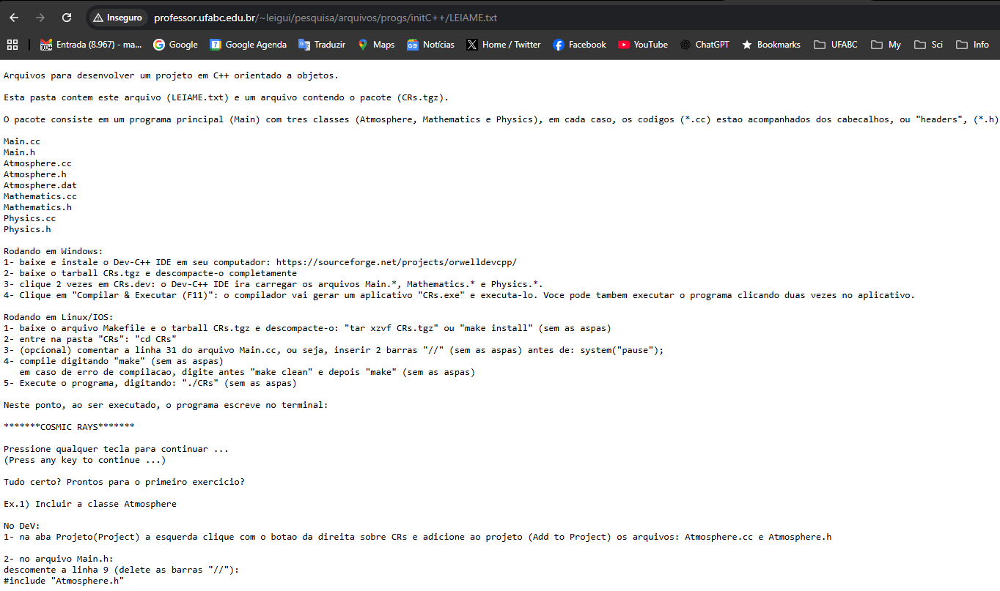 Inseguro professor.ufabc.edu.br/~leigui/pesquisa/arquivos/progs/initC++/LEIAME.txt
100+ Entrada (8.967) - ma... Google 7 Google Agenda Traduzir Maps Notícias Home / Twitter Facebook YouTube ChatGPT Bookmarks UFABC My Sci Info
Arquivos para desenvolver um projeto em C++ orientado a objetos.
Esta pasta contem este arquivo (LEIAME.txt) e um arquivo contendo o pacote (CRs.tgz).
O pacote consiste em um programa principal (Main) com tres classes (Atmosphere, Mathematics e Physics), em cada caso, os codigos (*.cc) estao acompanhados dos cabecalhos, ou "headers", (*.h)
Main.cc
Main.h
Atmosphere.cc
Atmosphere.h
Atmosphere.dat
Mathematics.cc
Mathematics.h
Physics.cc
Physics.h
Rodando em Windows:
1- baixe e instale o Dev-C++ IDE em seu computador: https://sourceforge.net/projects/orwelldevcpp/
2- baixe o tarball CRs.tgz e descompacte-o completamente
3- clique 2 vezes em CRs.dev: o Dev-C++ IDE ira carregar os arquivos Main.*, Mathematics.* e Physics.*.
4- Clique em "Compilar & Executar (F11)": o compilador vai gerar um aplicativo "CRs.exe" e executa-lo. Voce pode tambem executar o programa clicando duas vezes no aplicativo.
Rodando em Linux/IOS:
1- baixe o arquivo Makefile e o tarball CRs.tgz e descompacte-o: "tar xzvf CRs.tgz" ou "make install" (sem as aspas)
2- entre na pasta "CRs": "cd CRs"
3- (opcional) comentar a linha 31 do arquivo Main.cc, ou seja, inserir 2 barras "//" (sem as aspas) antes de: system("pause");
4- compile digitando "make" (sem as aspas)
em caso de erro de compilacao, digite antes "make clean" e depois "make" (sem as aspas)
5- Execute o programa, digitando: "./CRs" (sem as aspas)
Neste ponto, ao ser executado, o programa escreve no terminal:
*******COSMIC RAYS*******
Pressione qualquer tecla para continuar ...
(Press any key to continue ...)
Tudo certo? Prontos para o primeiro exercicio?
Ex.1) Incluir a classe Atmosphere
No DeV:
1- na aba Projeto(Project) a esquerda clique com o botao da direita sobre CRs e adicione ao projeto (Add to Project) os arquivos: Atmosphere.cc e Atmosphere.h
2- no arquivo Main.h:
descomente a linha 9 (delete as barras "//"):
#include "Atmosphere.h"